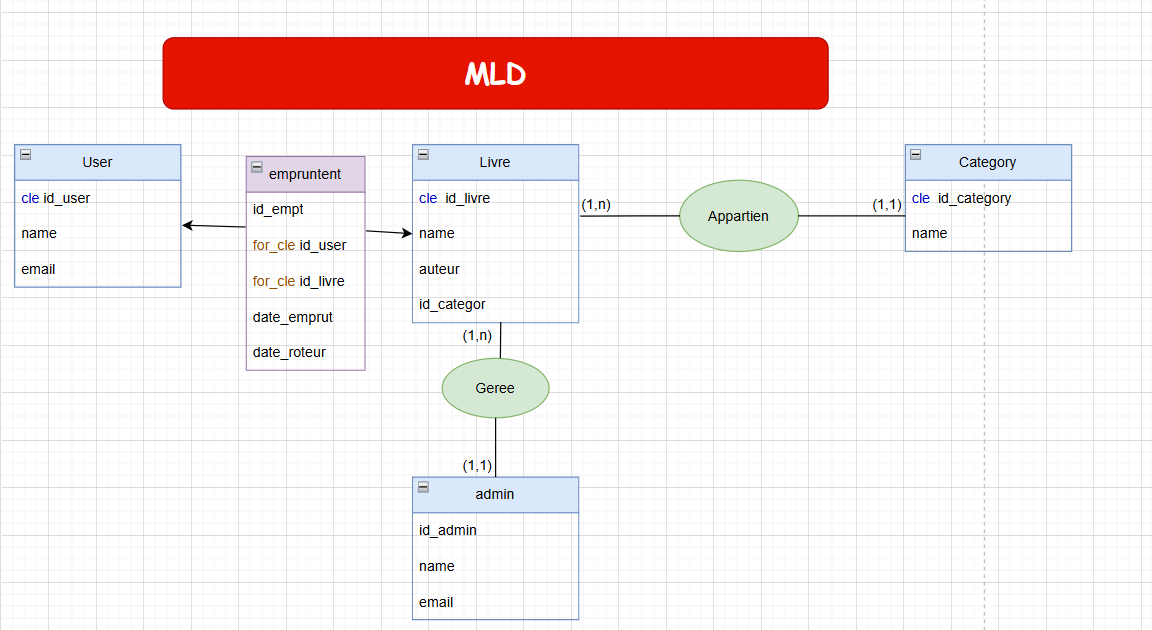 MLD
User
cle id_user
name
email
empruntent
id_empt
for_cle id_user
for_cle id_livre
date_emprut
date_roteur
Livre
cle id_livre
name
auteur
id_categor
(1,n)
Appartien
(1,1)
Category
cle id_category
name
(1,n)
Geree
(1,1)
admin
id_admin
name
email